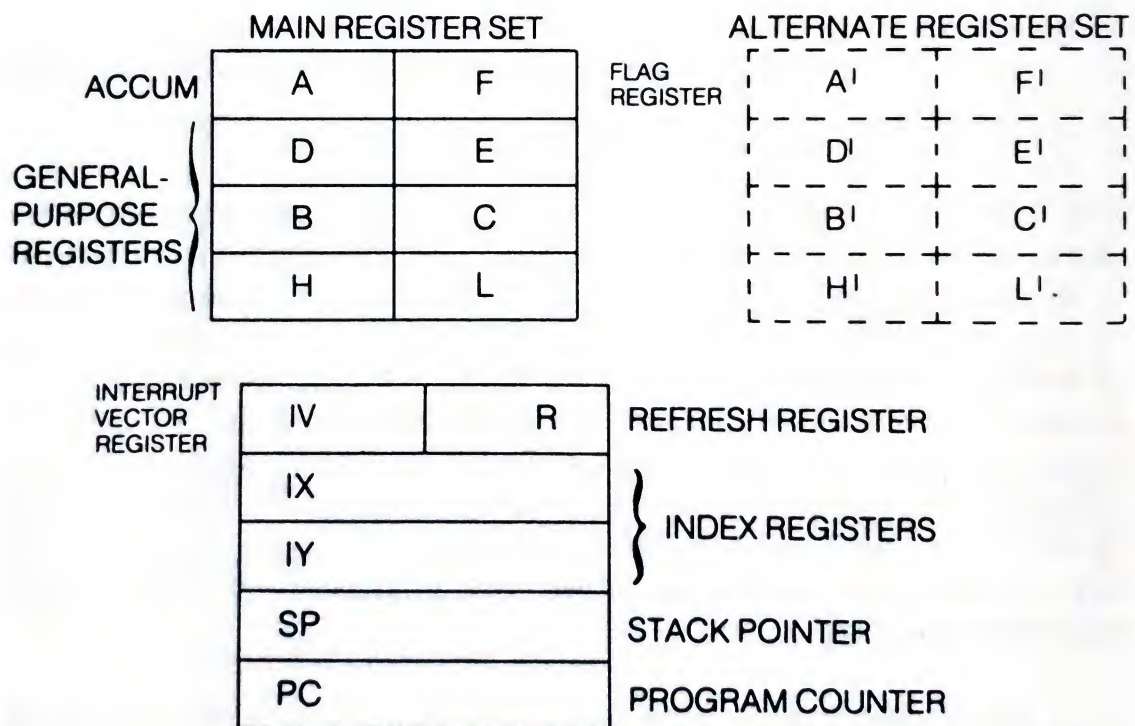 MAIN REGISTER SET
ALTERNATE REGISTER SET
ACCUM
A F
FLAG
REGISTER
A' F'
GENERAL-
PURPOSE
REGISTERS
D E
B C
H L
D' E'
B' C'
H' L'
INTERRUPT
VECTOR
REGISTER
IV R
REFRESH REGISTER
IX
IY
INDEX REGISTERS
SP
STACK POINTER
PC
PROGRAM COUNTER